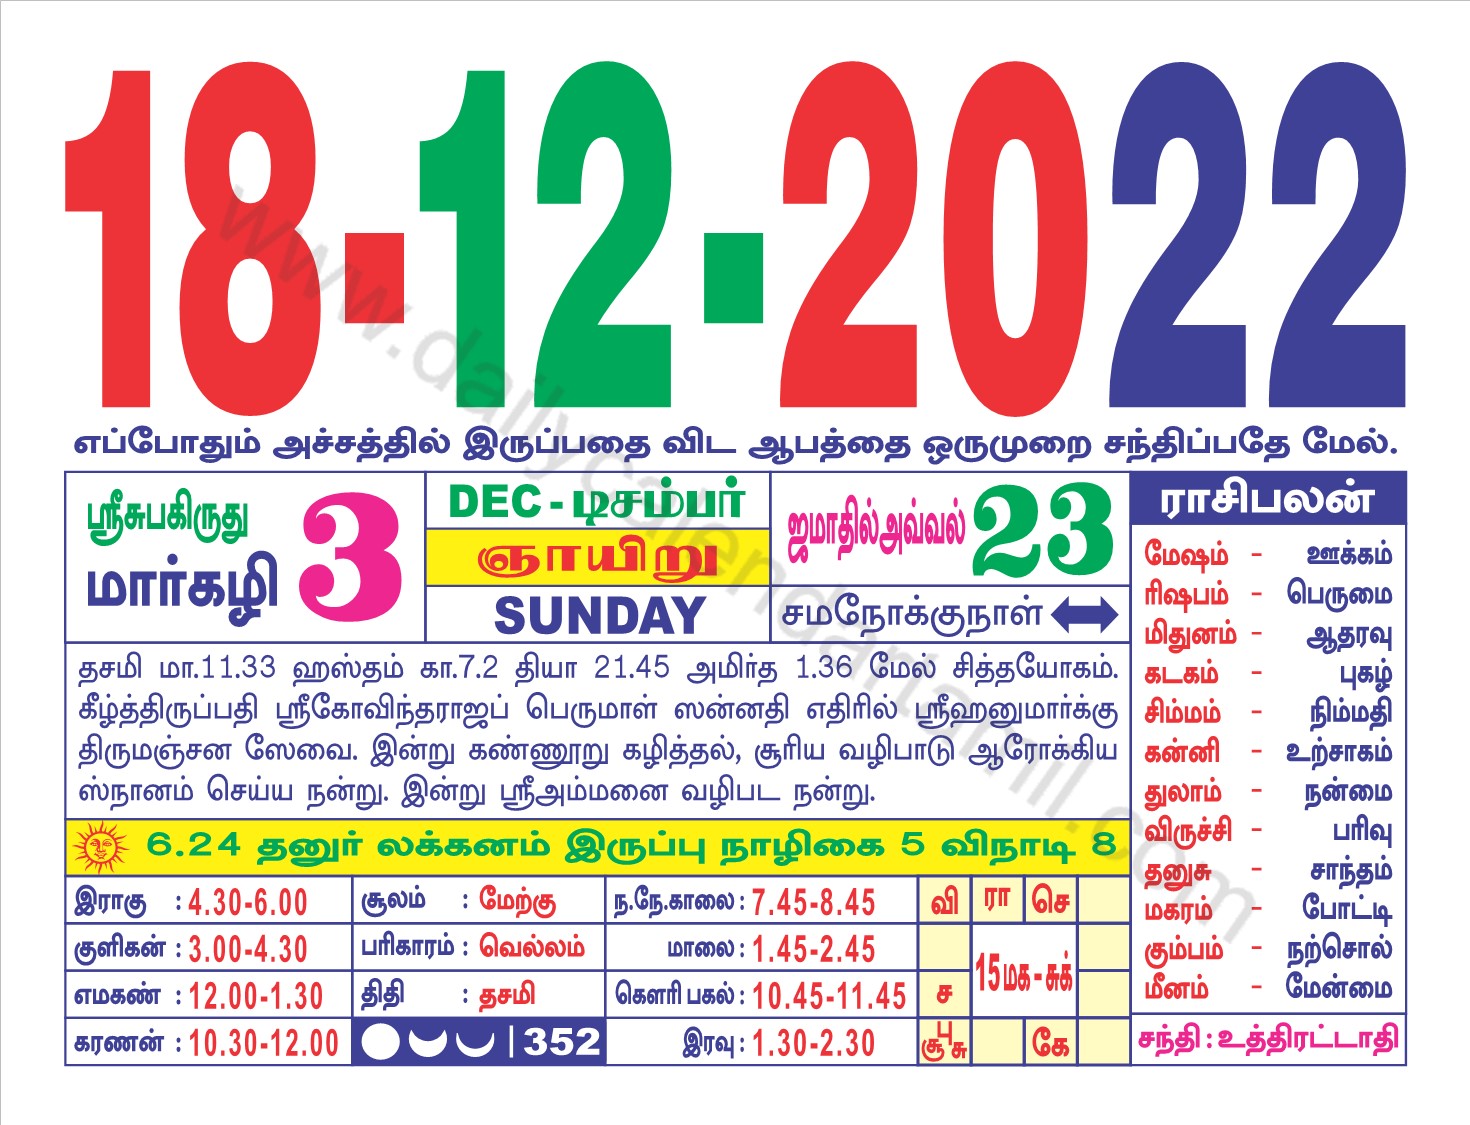 18-12-2022
எப்போதும் அச்சத்தில் இருப்பதை விட ஆபத்தை ஒருமுறை சந்திப்பதே மேல்.
ஸ்ரீசுபகிருது
மார்கழி 3
DEC - டிசம்பர்
ஞாயிறு
SUNDAY
ஜமாதில் அவ்வல் 23
சமநோக்குநாள்
தசமி மா.11.33 ஹஸ்தம் கா.7.2 தியா 21.45 அமிர்த 1.36 மேல் சித்தயோகம்.
கீழ்த்திருப்பதி ஸ்ரீகோவிந்தராஜப் பெருமாள் ஸன்னதி எதிரில் ஸ்ரீஹனுமார்க்கு
திருமஞ்சன ஸேவை. இன்று கண்ணூறு கழித்தல், சூரிய வழிபாடு ஆரோக்கிய
ஸ்நானம் செய்ய நன்று. இன்று ஸ்ரீஅம்மனை வழிபட நன்று.
6.24 தனுர் லக்கனம் இருப்பு நாழிகை 5 விநாடி 8
இராகு : 4.30-6.00
குளிகன் : 3.00-4.30
எமகண் : 12.00-1.30
கரணன் : 10.30-12.00
சூலம் : மேற்கு
பரிகாரம் : வெல்லம்
திதி : தசமி
352
ந.நே.காலை : 7.45-8.45
மாலை : 1.45-2.45
கௌரி பகல் : 10.45-11.45
இரவு : 1.30-2.30
வி ரா செ
15 மக - சுக்
ச
பு சூ சு கே
ராசிபலன்
மேஷம் - ஊக்கம்
ரிஷபம் - பெருமை
மிதுனம் - ஆதரவு
கடகம் - புகழ்
சிம்மம் - நிம்மதி
கன்னி - உற்சாகம்
துலாம் - நன்மை
விருச்சி - பரிவு
தனுசு - சாந்தம்
மகரம் - போட்டி
கும்பம் - நற்சொல்
மீனம் - மேன்மை
சந்தி : உத்திரட்டாதி
www.dailycalendartamil.com